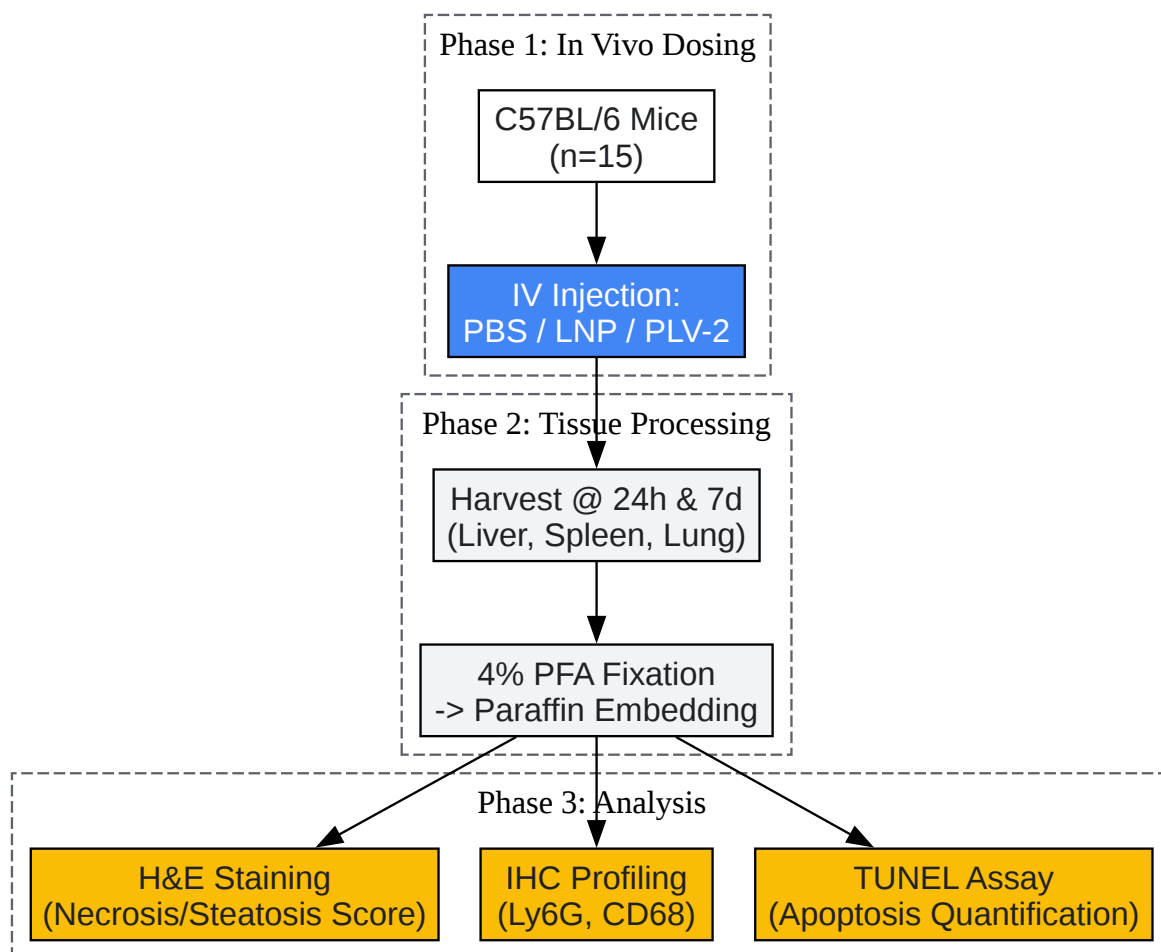 Phase 1: In Vivo Dosing
C57BL/6 Mice
(n=15)
IV Injection:
PBS / LNP / PLV-2
Phase 2: Tissue Processing
Harvest @ 24h & 7d
(Liver, Spleen, Lung)
4% PFA Fixation
-> Paraffin Embedding
Phase 3: Analysis
H&E Staining
(Necrosis/Steatosis Score)
IHC Profiling
(Ly6G, CD68)
TUNEL Assay
(Apoptosis Quantification)